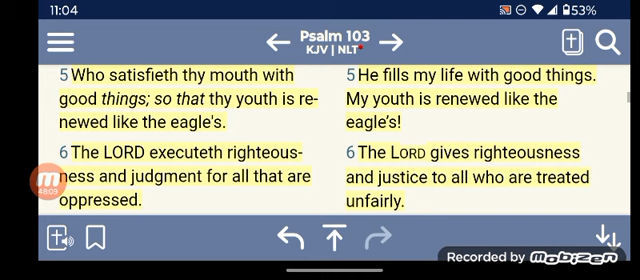 11:04
53%
Psalm 103
KJV | NLT
5 Who satisfieth thy mouth with
good things; so that thy youth is re-
newed like the eagle's.
6 The LORD executeth righteous-
ness and judgment for all that are
oppressed.
5 He fills my life with good things.
My youth is renewed like the
eagle's!
6 The LORD gives righteousness
and justice to all who are treated
unfairly.
48:09
Recorded by Mobizen